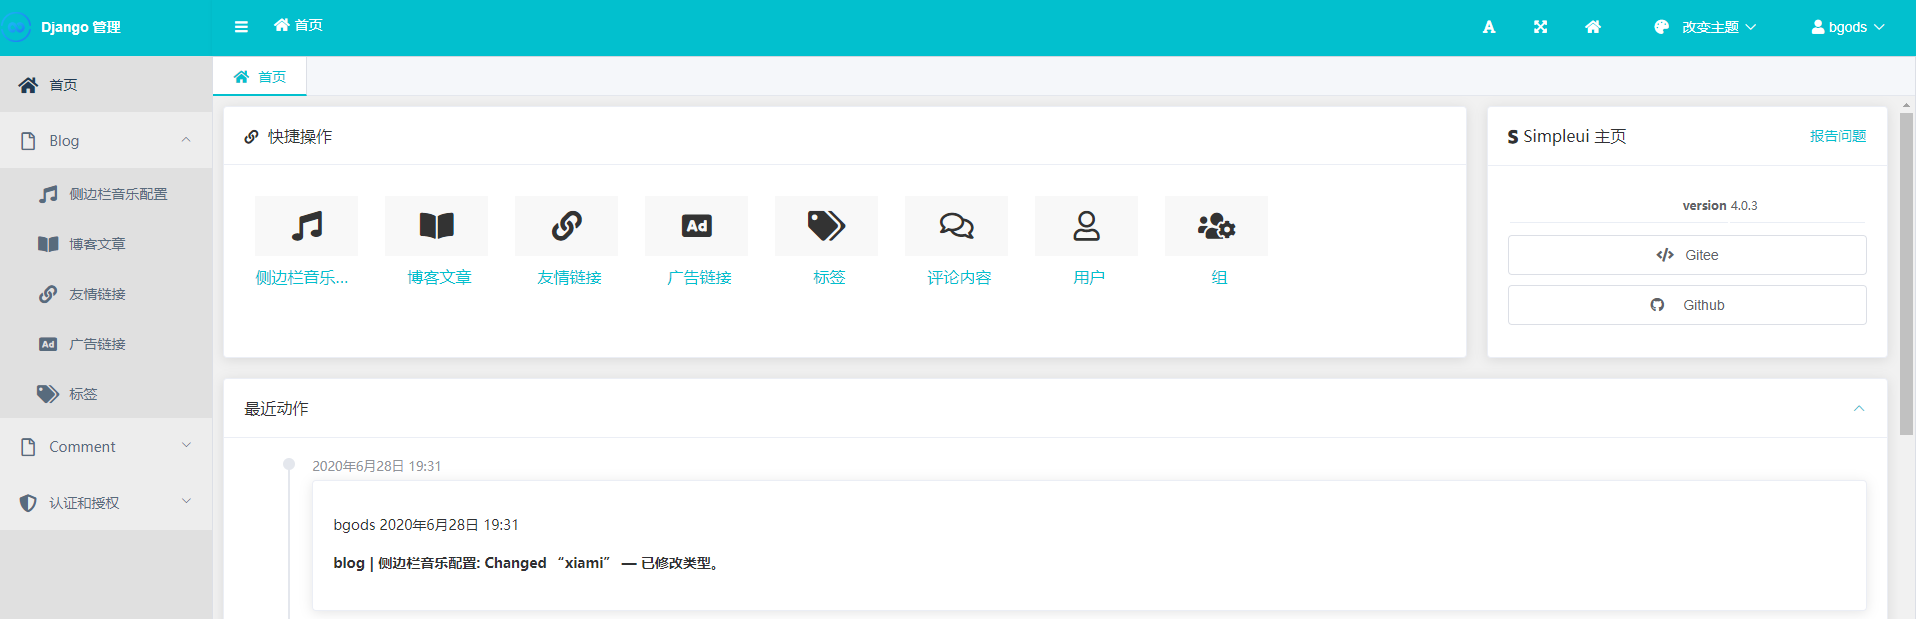 Django 管理
首页
改变主题
bgods
首页
Blog
侧边栏音乐配置
博客文章
友情链接
广告链接
标签
Comment
认证和授权
首页
快捷操作
侧边栏音乐...
博客文章
友情链接
Ad
广告链接
标签
评论内容
用户
组
Simpleui 主页
报告问题
version 4.0.3
Gitee
Github
最近动作
2020年6月28日 19:31
bgods 2020年6月28日 19:31
blog | 侧边栏音乐配置: Changed “xiami” — 已修改类型。